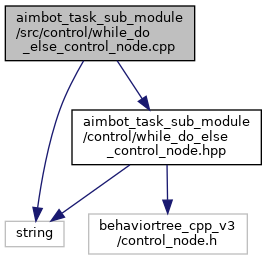 aimbot_task_sub_module
/src/control/while_do
_else_control_node.cpp
aimbot_task_sub_module
/control/while_do_else
_control_node.hpp
string
behaviortree_cpp_v3
/control_node.h